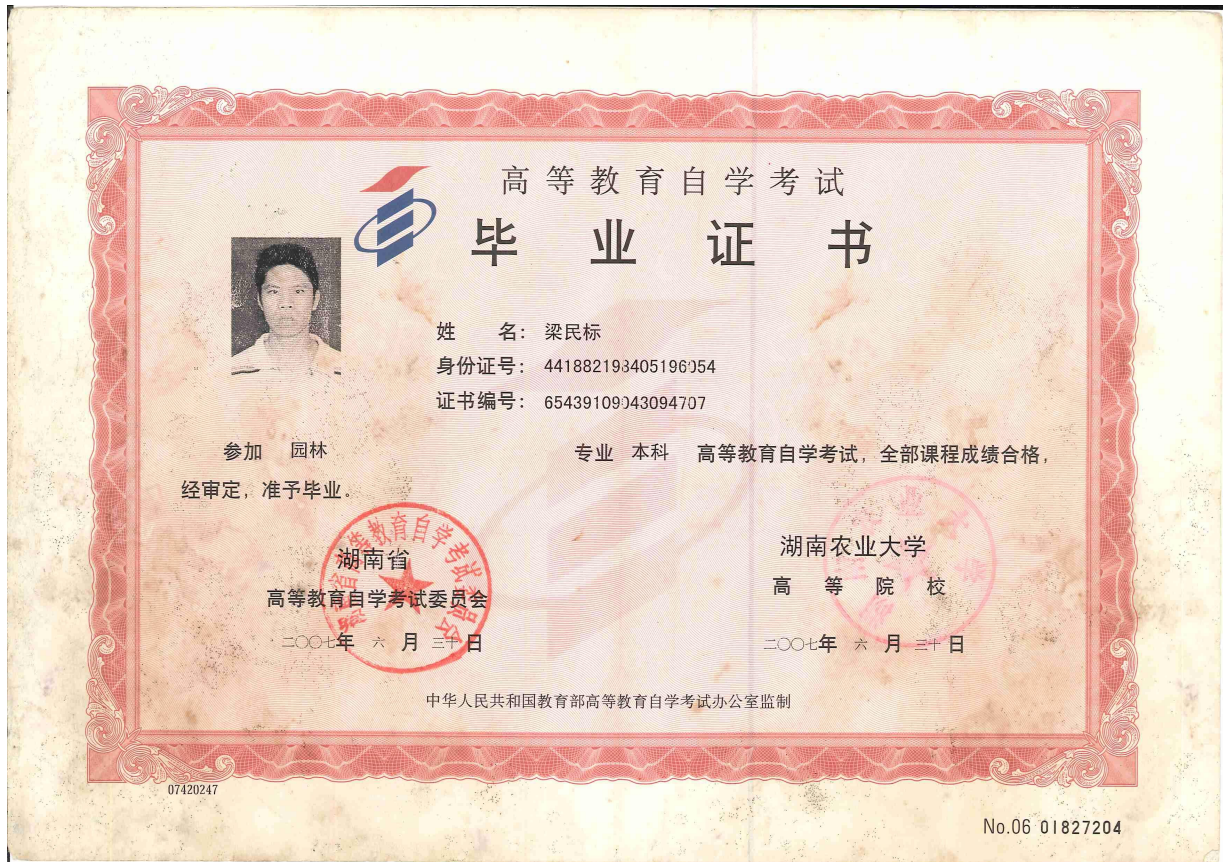 高等教育自学考试
毕业证书
姓名：梁民标
身份证号：441882198405196054
证书编号：65439109043094707
参加 园林 专业 本科 高等教育自学考试，全部课程成绩合格，
经审定，准予毕业。
湖南省
高等教育自学考试委员会
二〇〇七年 六 月 三十 日
湖南农业大学
高等院校
二〇〇七年 六 月 三十 日
中华人民共和国教育部高等教育自学考试办公室监制
07420247
No.06 01827204